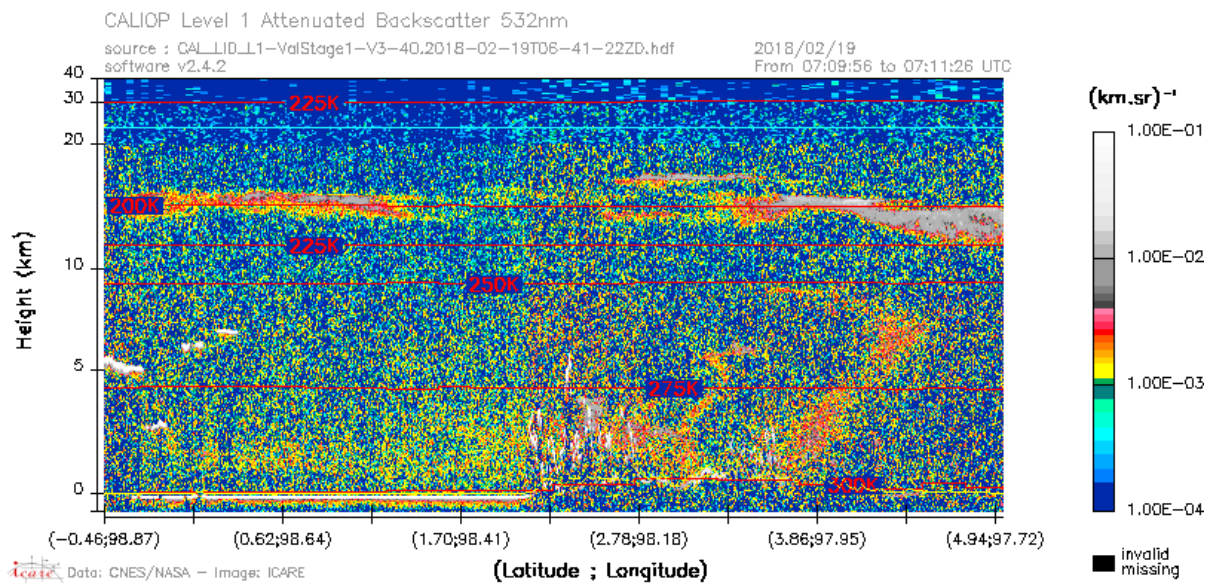 CALIOP Level 1 Attenuated Backscatter 532nm
source : CAL_LID_L1-ValStage1-V3-40.2018-02-19T06-41-22ZD.hdf 2018/02/19
software v2.4.2 From 07:09:56 to 07:11:26 UTC
40
30
20
10
5
0
Height (km)
225K
200K
225K
250K
275K
300K
(km.sr)⁻¹
1.00E-01
1.00E-02
1.00E-03
1.00E-04
(-0.46;98.87) (0.62;98.64) (1.70;98.41) (2.78;98.18) (3.86;97.95) (4.94;97.72)
(Latitude ; Longitude)
invalid
missing
icare Data: CNES/NASA - Image: ICARE